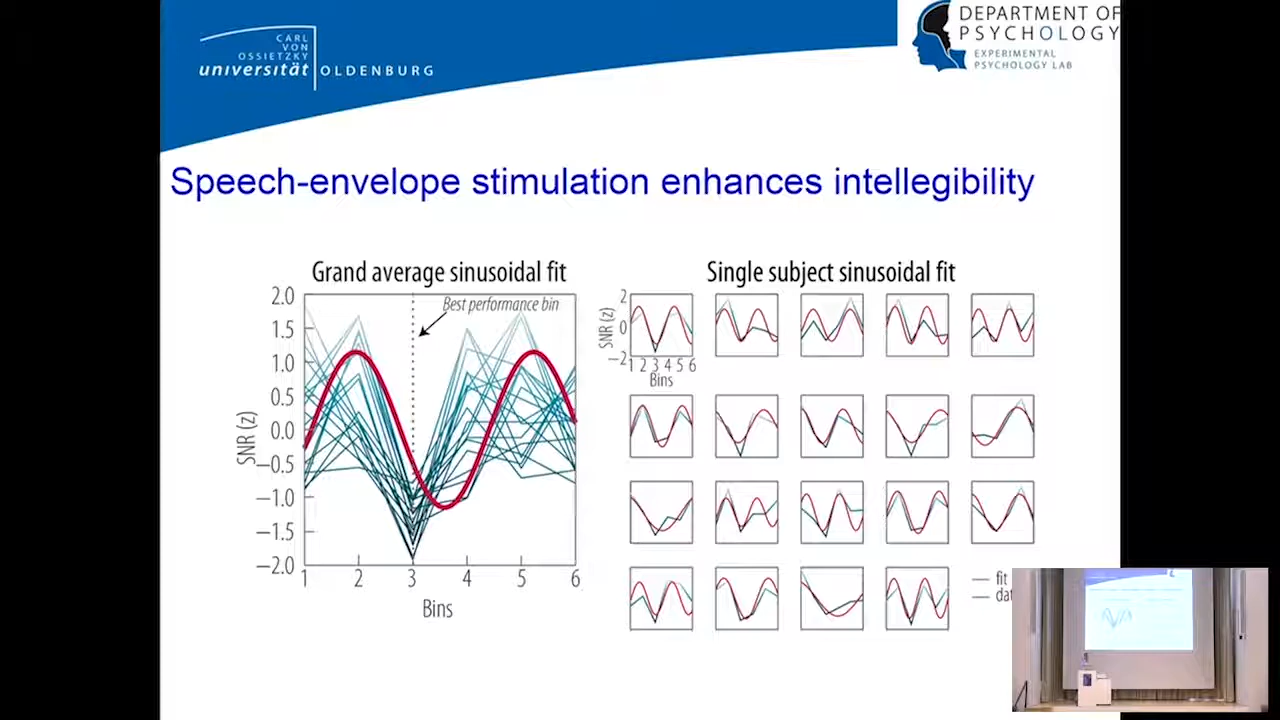 CARL
VON
OSSIETZKY
universität OLDENBURG
DEPARTMENT OF
PSYCHOLOGY
EXPERIMENTAL
PSYCHOLOGY LAB
Speech-envelope stimulation enhances intellegibility
Grand average sinusoidal fit
Best performance bin
SNR (z)
2.0
1.5
1.0
0.5
0.0
−0.5
−1.0
−1.5
−2.0
1 2 3 4 5 6
Bins
Single subject sinusoidal fit
SNR (z)
2
0
−2
1 2 3 4 5 6
Bins
fit